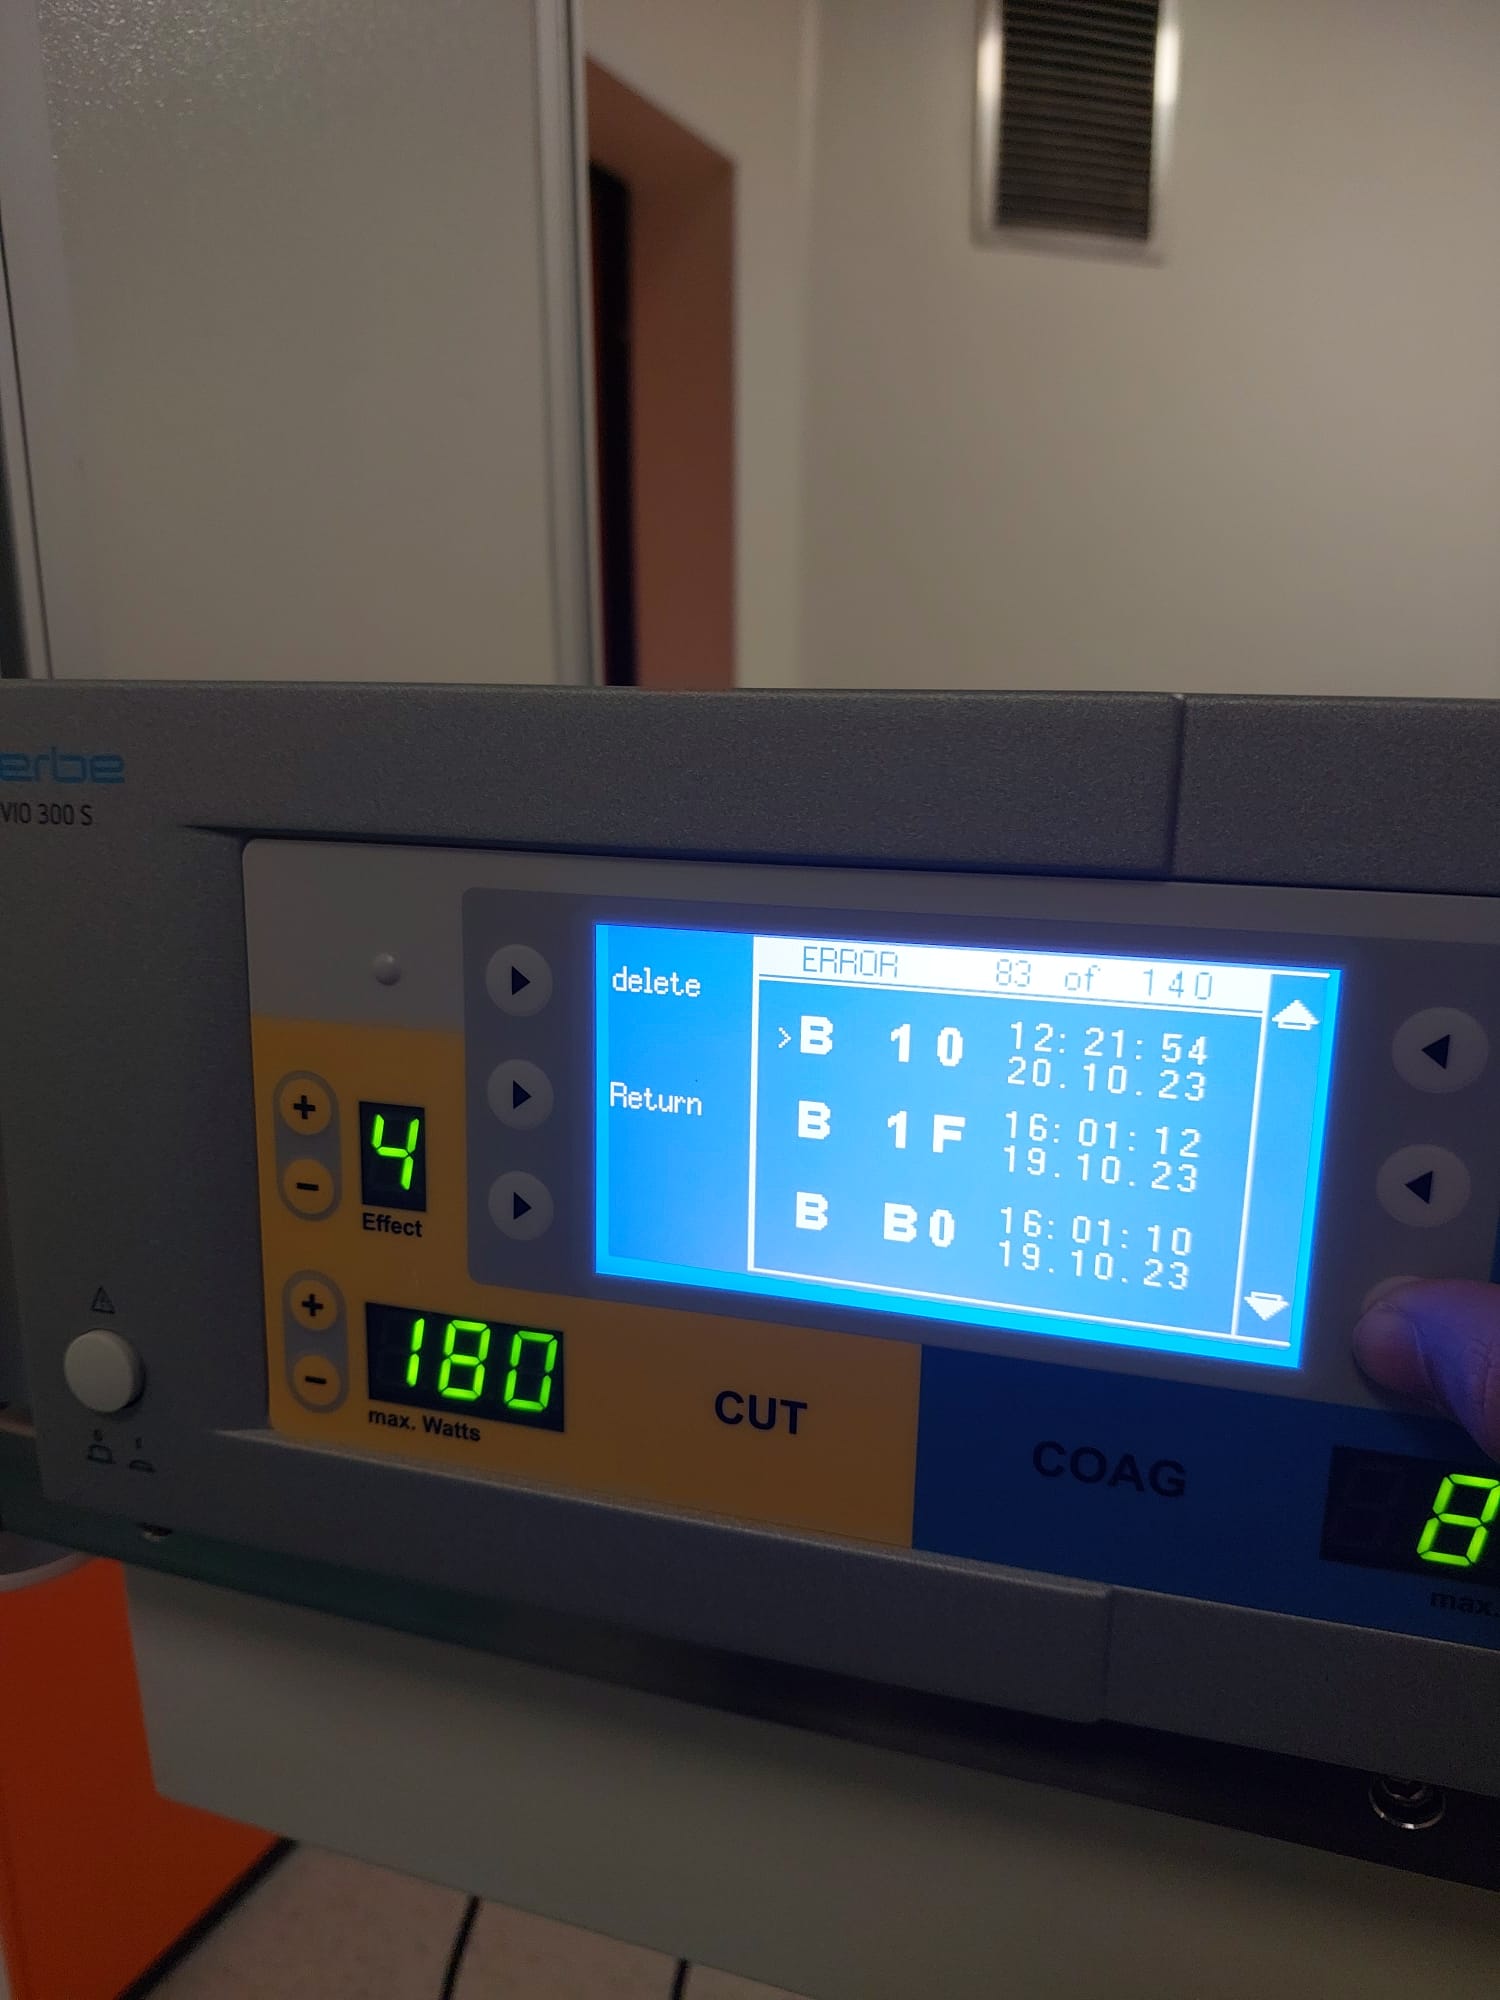 erbe
VIO 300 S
delete
Return
ERROR 83 of 140
>B 10 12:21:54
20.10.23
B 1F 16:01:12
19.10.23
B B0 16:01:10
19.10.23
+
4
-
Effect
+
180
-
max. Watts
CUT
COAG
8
max.